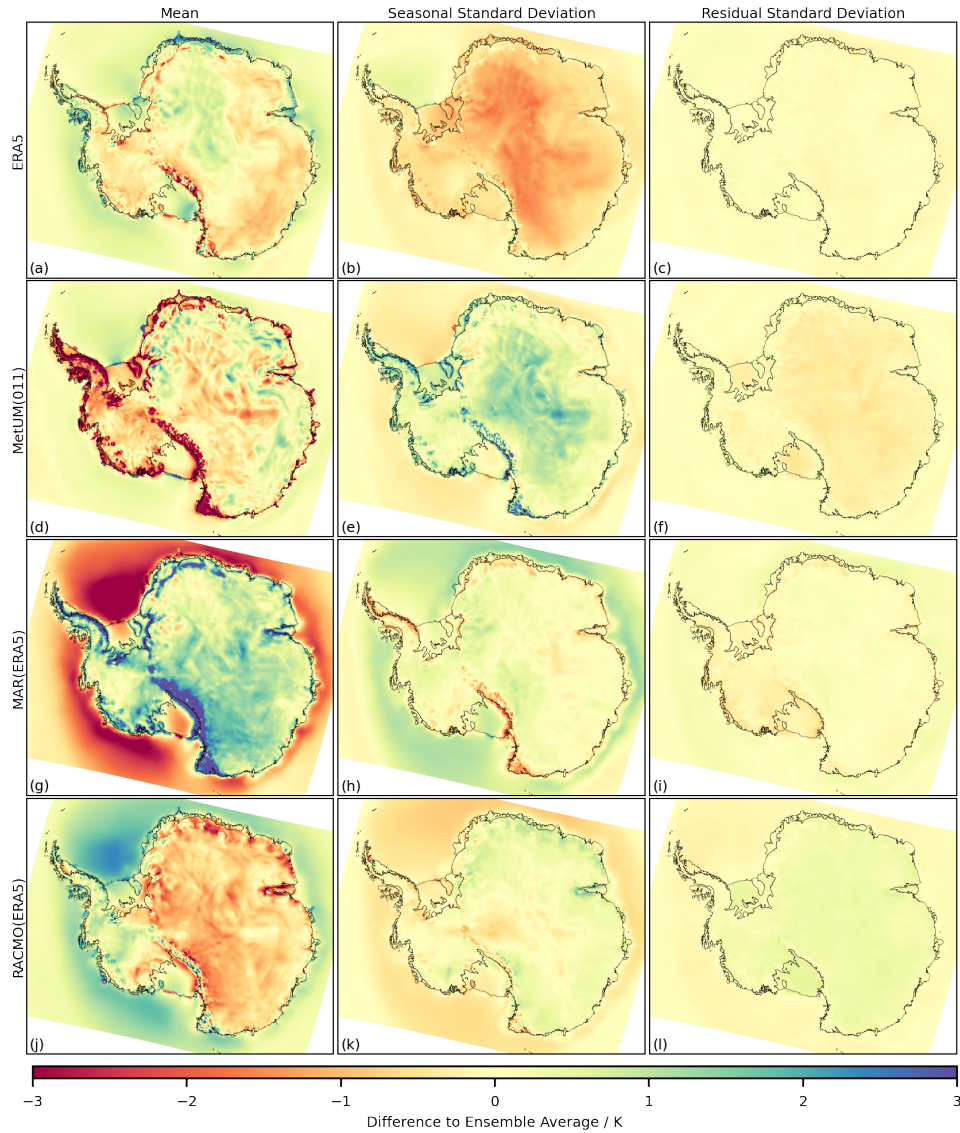 Mean Seasonal Standard Deviation Residual Standard Deviation
ERA5
(a) (b) (c)
MetUM(011)
(d) (e) (f)
MAR(ERA5)
(g) (h) (i)
RACMO(ERA5)
(j) (k) (l)
−3 −2 −1 0 1 2 3
Difference to Ensemble Average / K